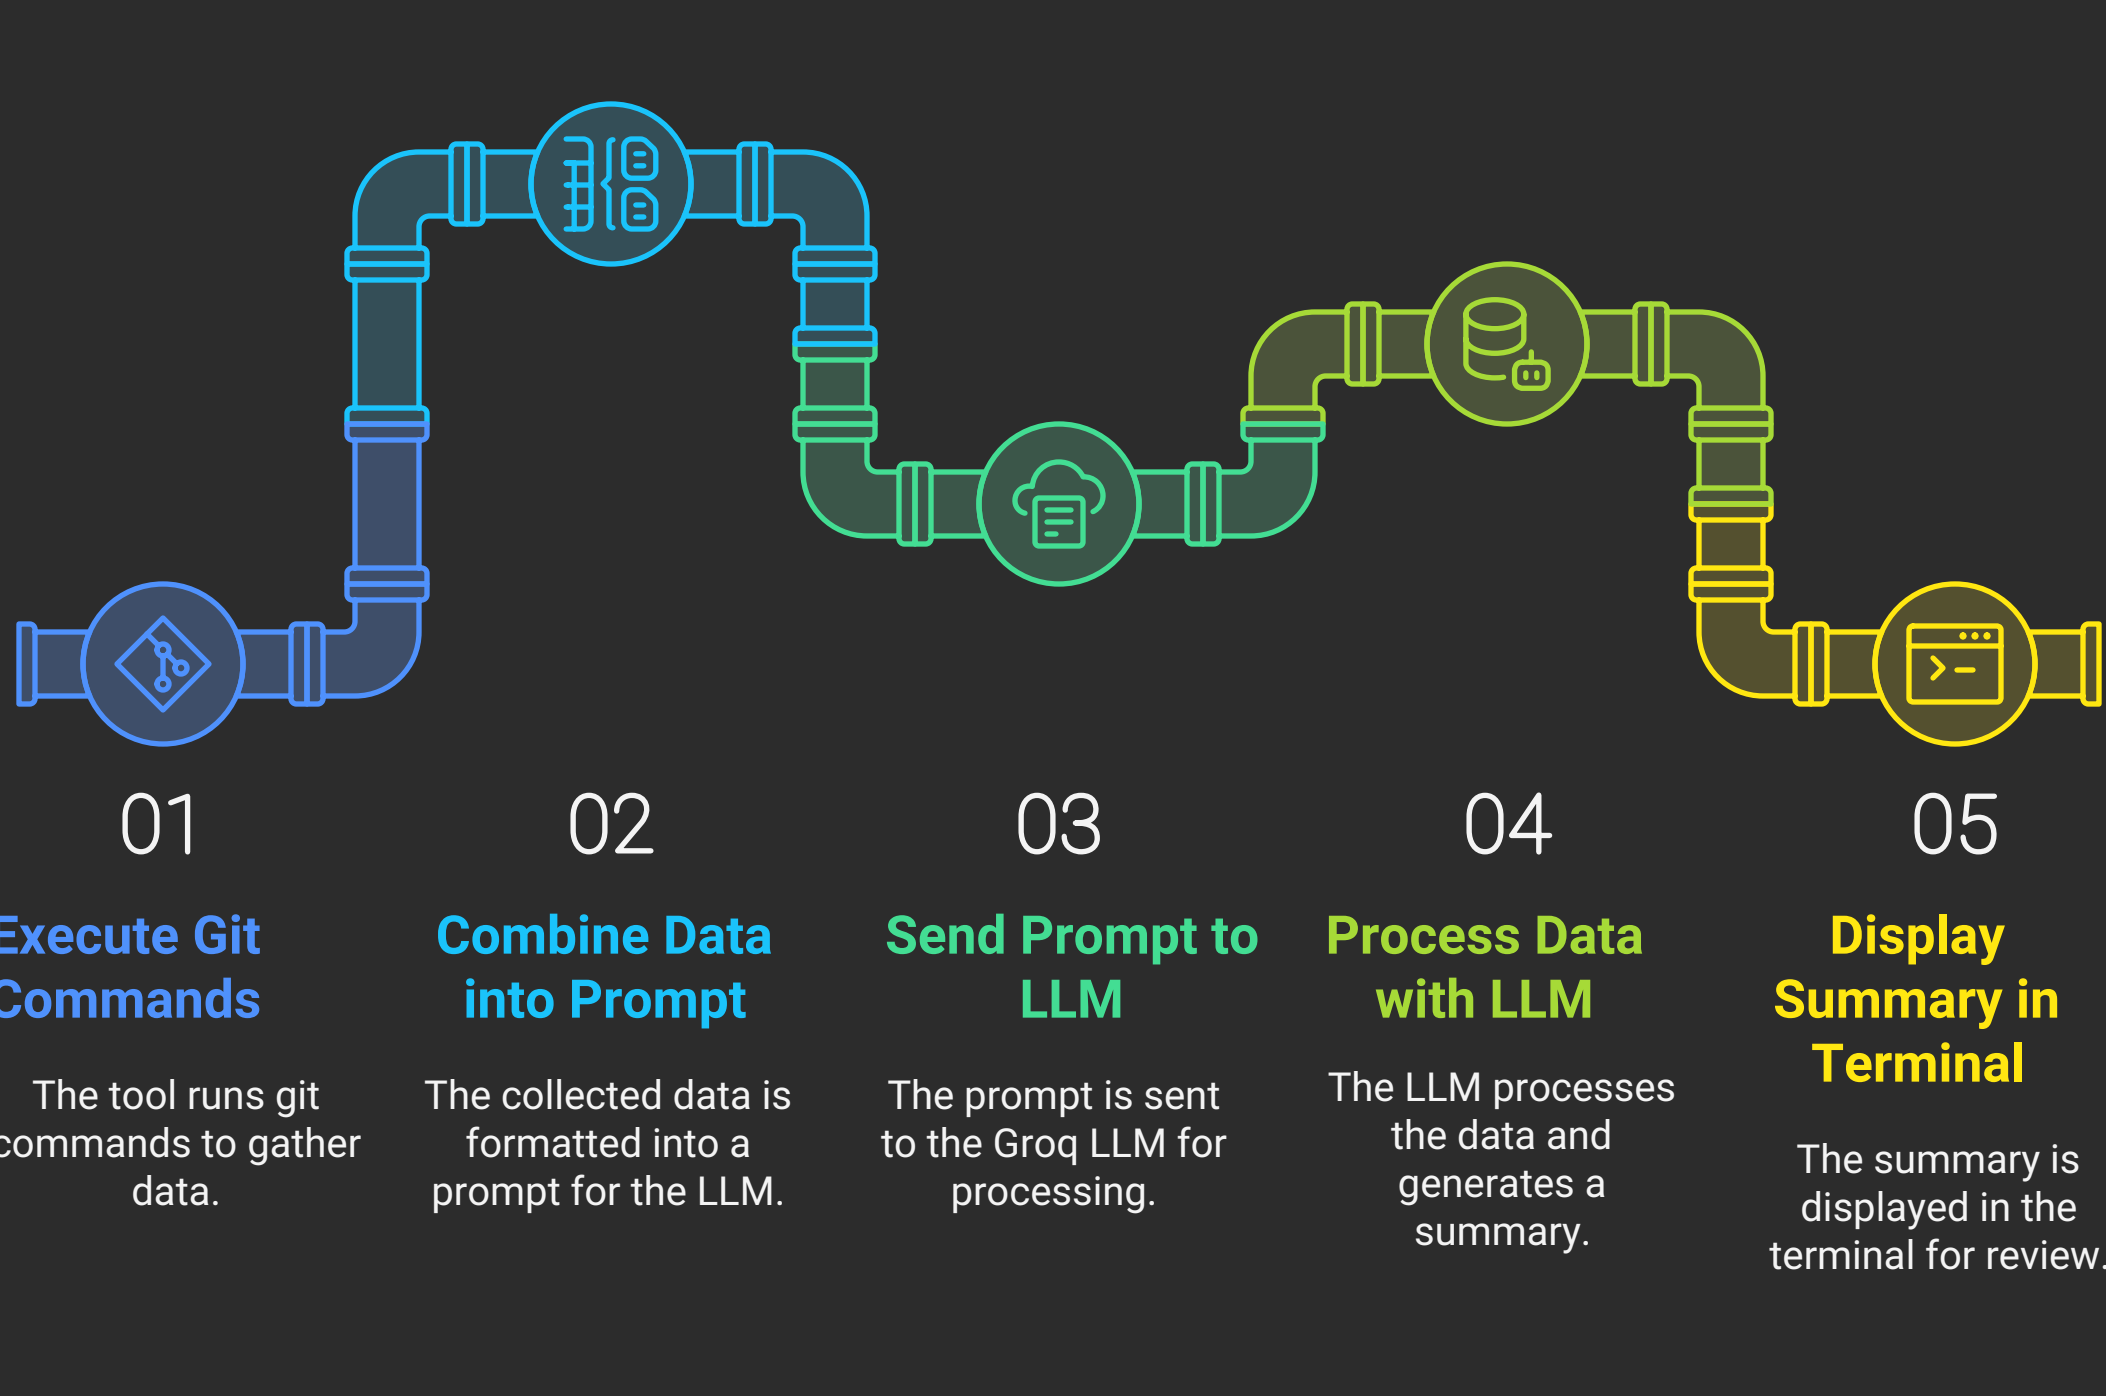 01
Execute Git
Commands
The tool runs git
commands to gather
data.
02
Combine Data
into Prompt
The collected data is
formatted into a
prompt for the LLM.
03
Send Prompt to
LLM
The prompt is sent
to the Groq LLM for
processing.
04
Process Data
with LLM
The LLM processes
the data and
generates a
summary.
05
Display
Summary in
Terminal
The summary is
displayed in the
terminal for review.